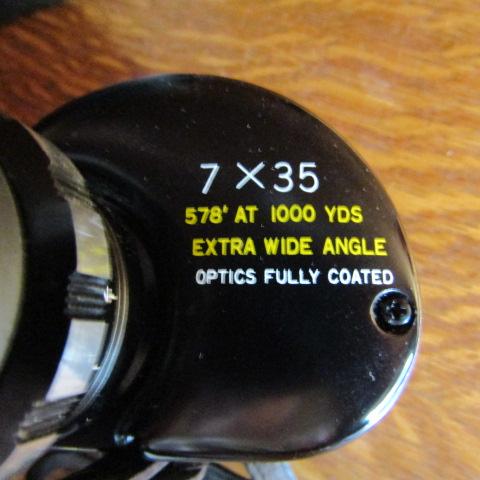 7 × 35
578' AT 1000 YDS
EXTRA WIDE ANGLE
OPTICS FULLY COATED